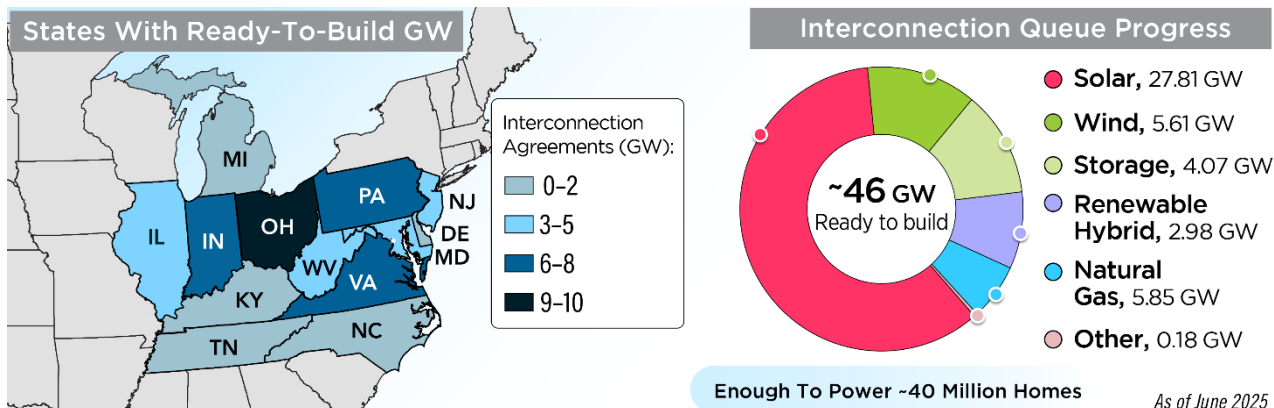 States With Ready-To-Build GW
MI
PA
NJ
OH
IL
IN
DE
MD
WV
VA
KY
NC
TN
Interconnection
Agreements (GW):
0–2
3–5
6–8
9–10
Interconnection Queue Progress
~46 GW
Ready to build
Solar, 27.81 GW
Wind, 5.61 GW
Storage, 4.07 GW
Renewable
Hybrid, 2.98 GW
Natural
Gas, 5.85 GW
Other, 0.18 GW
Enough To Power ~40 Million Homes
As of June 2025